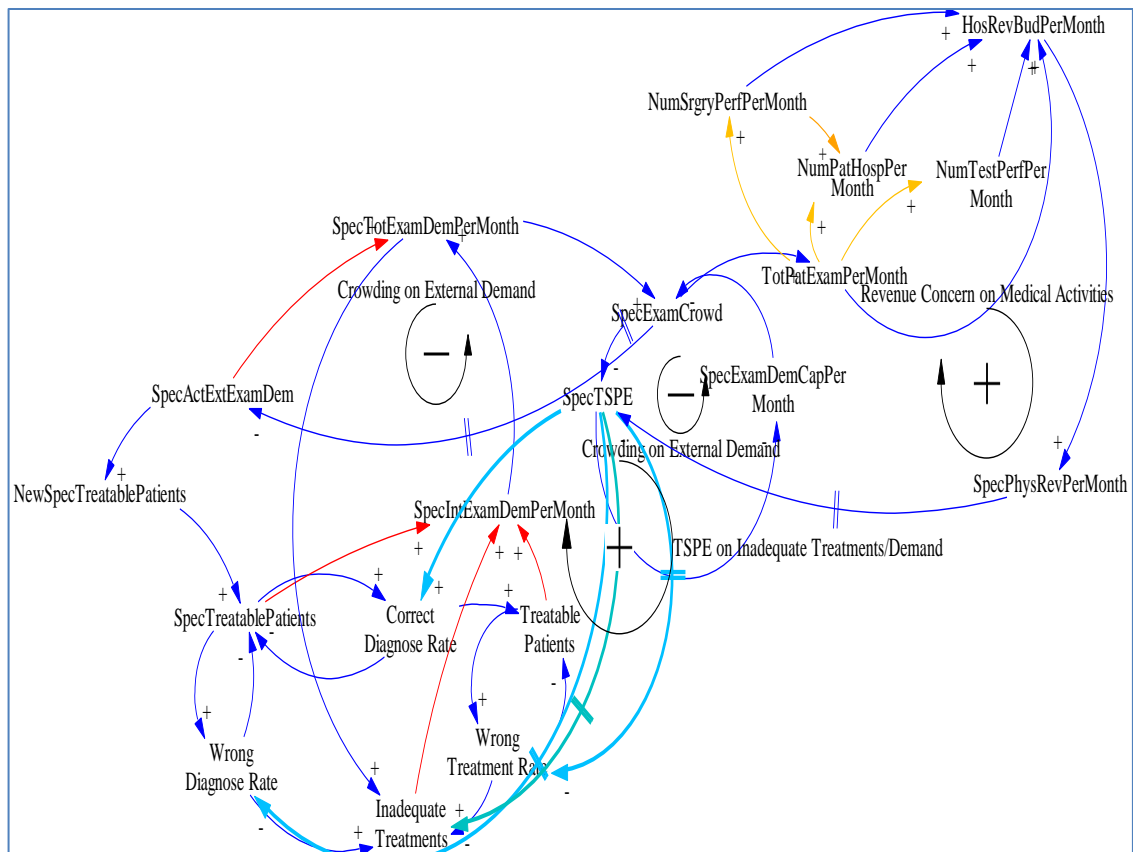 HosRevBudPerMonth
NumSrgryPerfPerMonth
NumPatHospPer
Month
NumTestPerfPer
Month
SpecTotExamDemPerMonth
TotPatExamPerMonth
Crowding on External Demand
Revenue Concern on Medical Activities
SpecExamCrowd
SpecActExtExamDem
SpecTSPE
SpecExamDemCapPer
Month
Crowding on External Demand
NewSpecTreatablePatients
SpecPhysRevPerMonth
SpecIntExamDemPerMonth
TSPE on Inadequate Treatments/Demand
SpecTreatablePatients
Correct
Diagnose Rate
Treatable
Patients
Wrong
Diagnose Rate
Wrong
Treatment Rate
Inadequate
Treatments